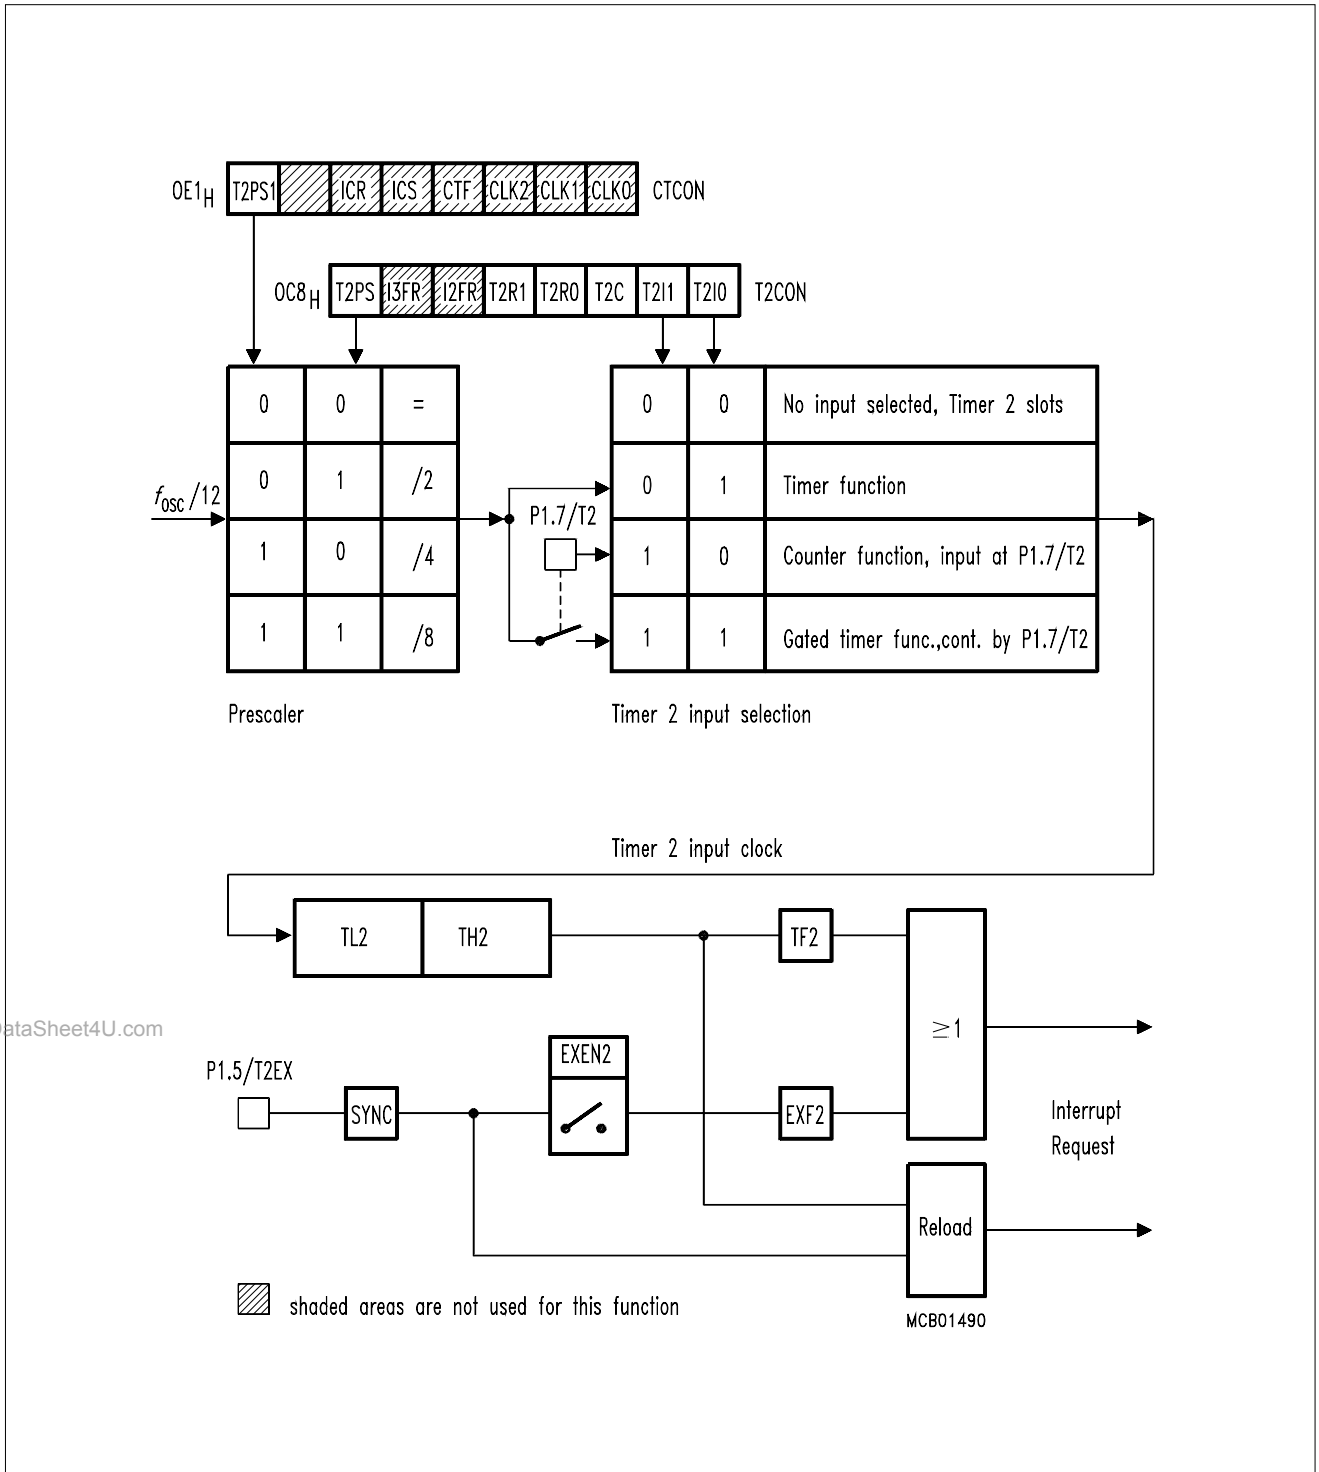 OE1H T2PS1 ICR ICS CTF CLK2 CLK1 CLK0 CTCON
OC8H T2PS I3FR I2FR T2R1 T2R0 T2C T2I1 T2I0 T2CON
0 0 = 0 0 No input selected, Timer 2 slots
0 1 /2 0 1 Timer function
fOSC/12
P1.7/T2
1 0 /4 1 0 Counter function, input at P1.7/T2
1 1 /8 1 1 Gated timer func.,cont. by P1.7/T2
Prescaler Timer 2 input selection
Timer 2 input clock
TL2 TH2 TF2
≥1
DataSheet4U.com
EXEN2
P1.5/T2EX
SYNC EXF2
Interrupt
Request
Reload
shaded areas are not used for this function
MCB01490